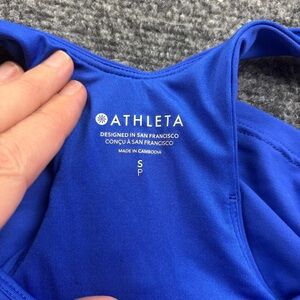 ATHLETA
DESIGNED IN SAN FRANCISCO
CONÇU À SAN FRANCISCO
MADE IN CAMBODIA
S
P